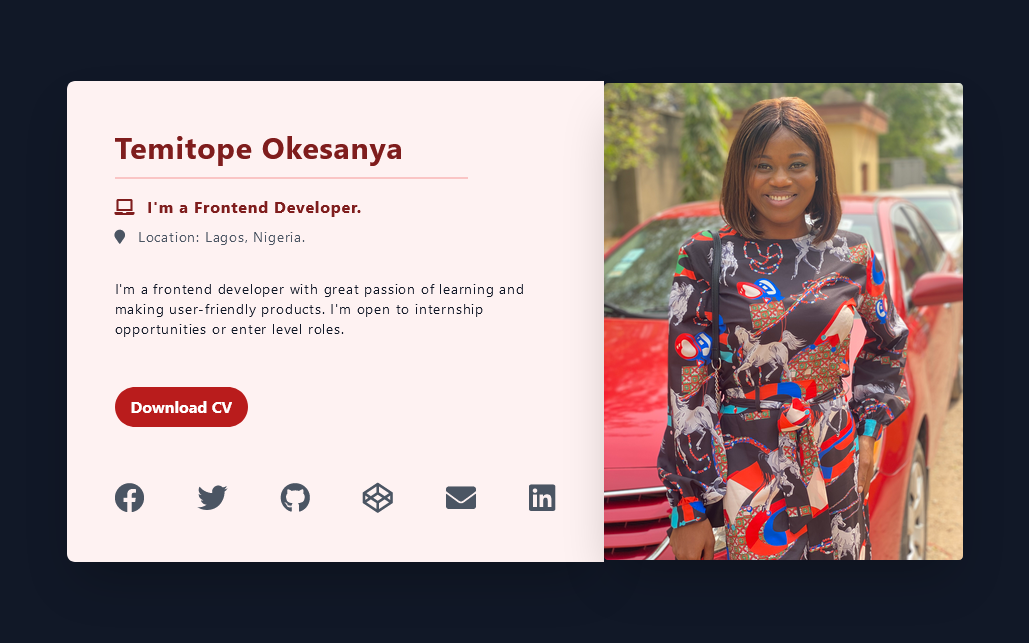 Temitope Okesanya
I'm a Frontend Developer.
Location: Lagos, Nigeria.
I'm a frontend developer with great passion of learning and
making user-friendly products. I'm open to internship
opportunities or enter level roles.
Download CV
in